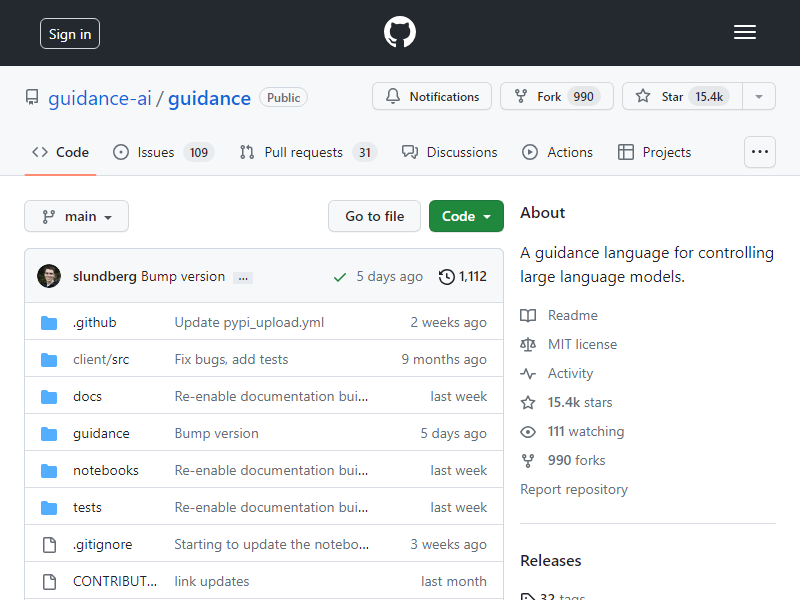 Sign in
guidance-ai / guidance Public
Notifications Fork 990 Star 15.4k
Code Issues 109 Pull requests 31 Discussions Actions Projects ...
main Go to file Code
slundberg Bump version ... 5 days ago 1,112
.github Update pypi_upload.yml 2 weeks ago
client/src Fix bugs, add tests 9 months ago
docs Re-enable documentation bui... last week
guidance Bump version 5 days ago
notebooks Re-enable documentation bui... last week
tests Re-enable documentation bui... last week
.gitignore Starting to update the notebo... 3 weeks ago
CONTRIBUT... link updates last month
About
A guidance language for controlling
large language models.
Readme
MIT license
Activity
15.4k stars
111 watching
990 forks
Report repository
Releases
32 tags